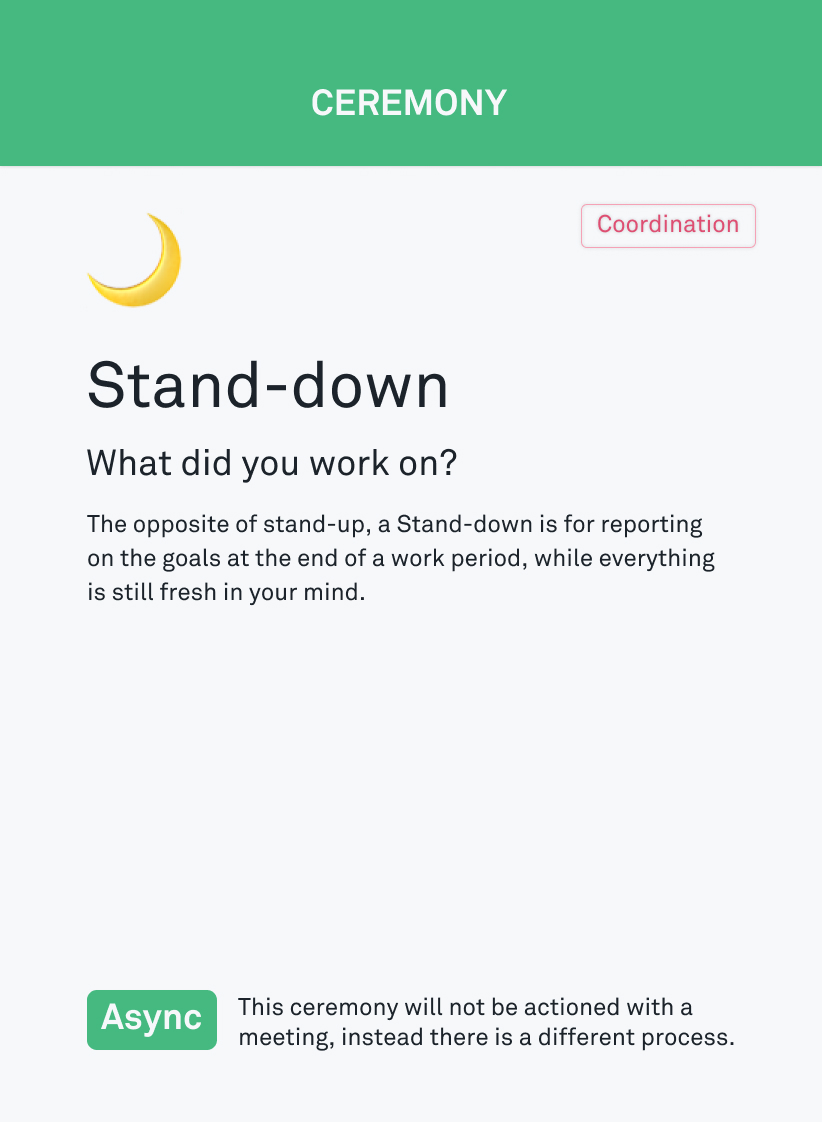 CEREMONY
Coordination
Stand-down
What did you work on?
The opposite of stand-up, a Stand-down is for reporting
on the goals at the end of a work period, while everything
is still fresh in your mind.
Async
This ceremony will not be actioned with a
meeting, instead there is a different process.